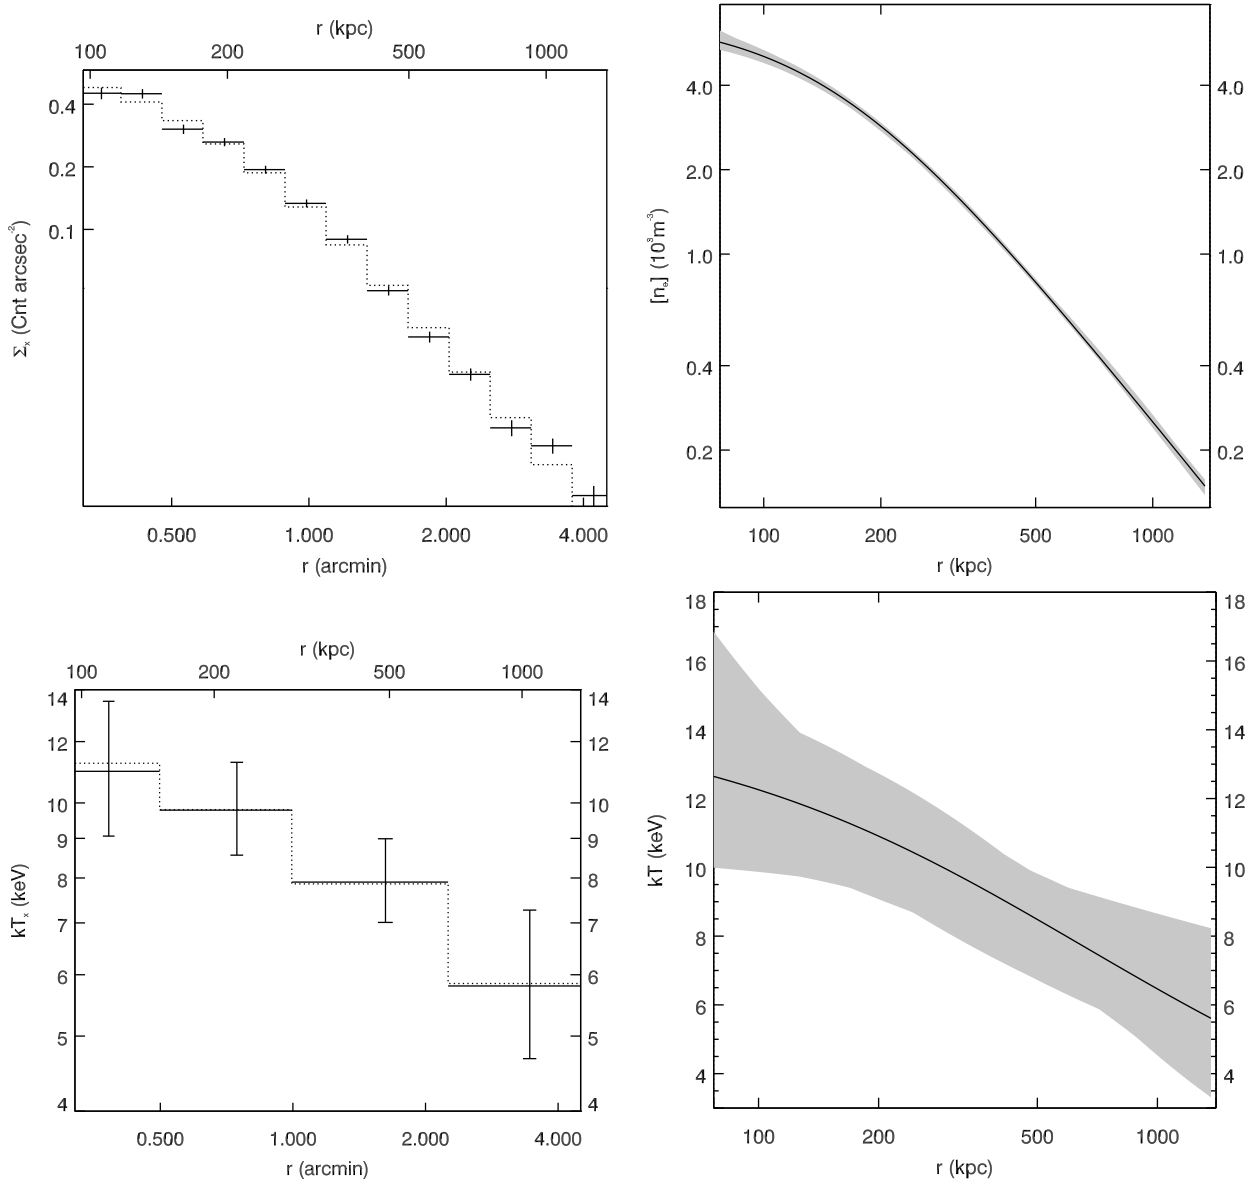 r (kpc)
100 200 500 1000
0.4
0.2
0.1
Σx (Cnt arcsec-2)
0.500 1.000 2.000 4.000
r (arcmin)
4.0 4.0
2.0 2.0
1.0 1.0
0.4 0.4
0.2 0.2
[ne] (10³m-3)
100 200 500 1000
r (kpc)
r (kpc)
100 200 500 1000
14 14
12 12
10 10
9 9
8 8
7 7
6 6
5 5
4 4
kTx (keV)
0.500 1.000 2.000 4.000
r (arcmin)
18 18
16 16
14 14
12 12
10 10
8 8
6 6
4 4
kT (keV)
100 200 500 1000
r (kpc)